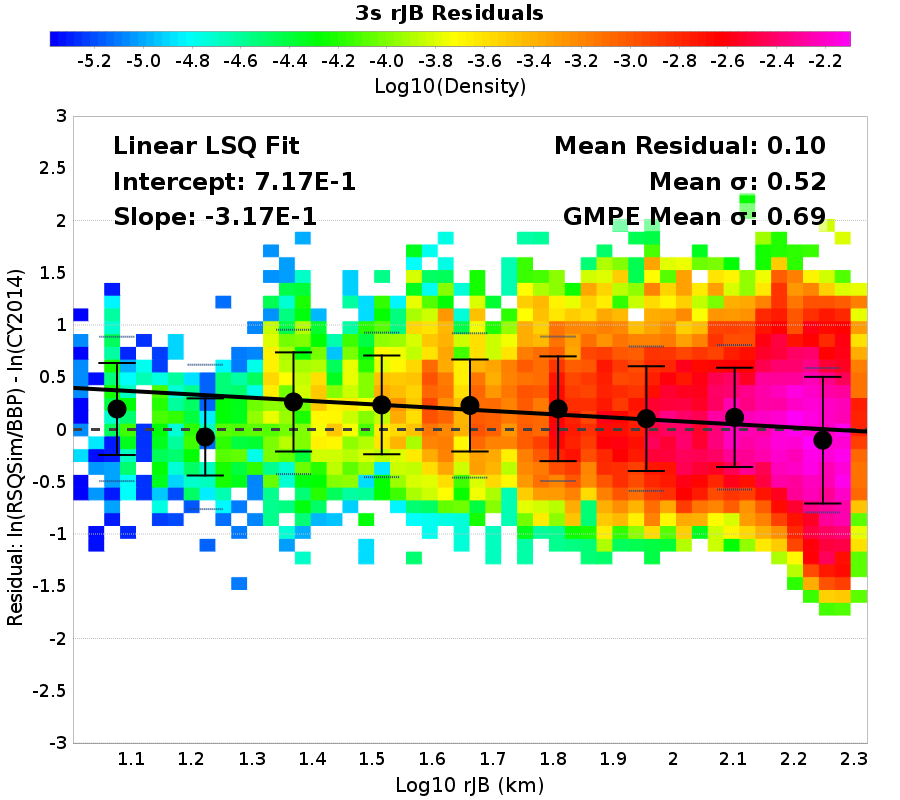 3s rJB Residuals
-5.2 -5.0 -4.8 -4.6 -4.4 -4.2 -4.0 -3.8 -3.6 -3.4 -3.2 -3.0 -2.8 -2.6 -2.4 -2.2
Log10(Density)
Linear LSQ Fit
Intercept: 7.17E-1
Slope: -3.17E-1
Mean Residual: 0.10
Mean σ: 0.52
GMPE Mean σ: 0.69
Residual: ln(RSQSim/BBP) - ln(CY2014)
3
2.5
2
1.5
1
0.5
0
-0.5
-1
-1.5
-2
-2.5
-3
1.1 1.2 1.3 1.4 1.5 1.6 1.7 1.8 1.9 2 2.1 2.2 2.3
Log10 rJB (km)